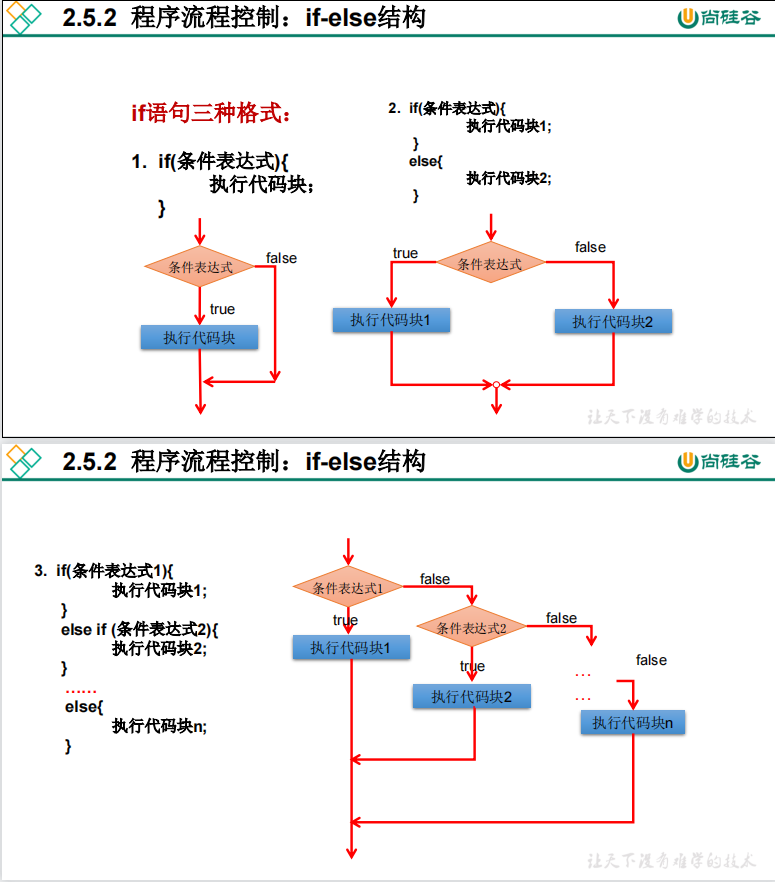 2.5.2 程序流程控制：if-else结构
尚硅谷
if语句三种格式：
1. if(条件表达式){
执行代码块；
}
2. if(条件表达式){
执行代码块1;
}
else{
执行代码块2;
}
条件表达式
false
true
执行代码块
true
条件表达式
false
执行代码块1
执行代码块2
让天下没有难学的技术
2.5.2 程序流程控制：if-else结构
尚硅谷
3. if(条件表达式1){
执行代码块1;
}
else if (条件表达式2){
执行代码块2;
}
……
else{
执行代码块n;
}
条件表达式1
false
true
执行代码块1
条件表达式2
false
true
执行代码块2
…
…
false
执行代码块n
让天下没有难学的技术